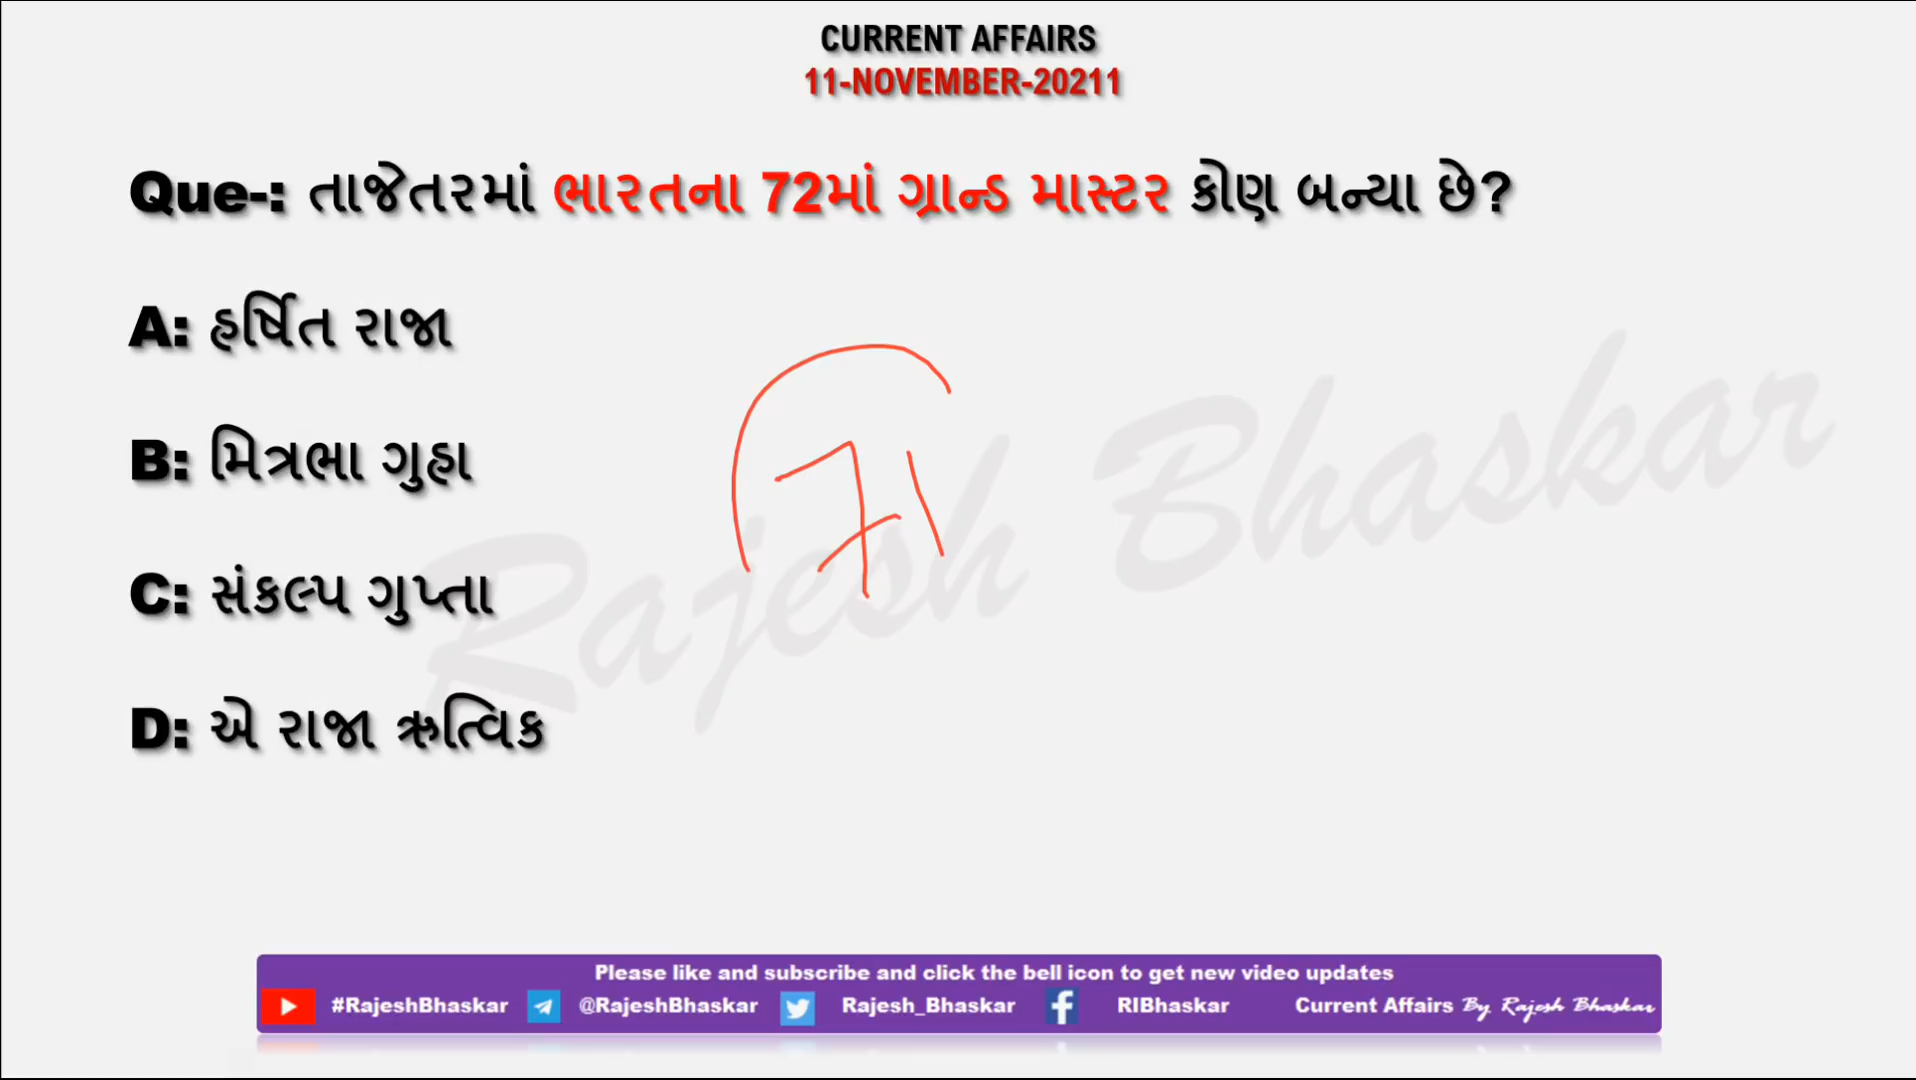 CURRENT AFFAIRS
11-NOVEMBER-20211
Que-: તાજેતરમાં ભારતના 72માં ગ્રાન્ડ માસ્ટર કોણ બન્યા છે?
A: હર્ષિત રાજા
B: મિત્રભા ગુહા
71
C: સંકલ્પ ગુપ્તા
D: એ રાજા ઋત્વિક
Rajesh Bhaskar
Please like and subscribe and click the bell icon to get new video updates
#RajeshBhaskar @RajeshBhaskar Rajesh_Bhaskar RIBhaskar Current Affairs By Rajesh Bhaskar